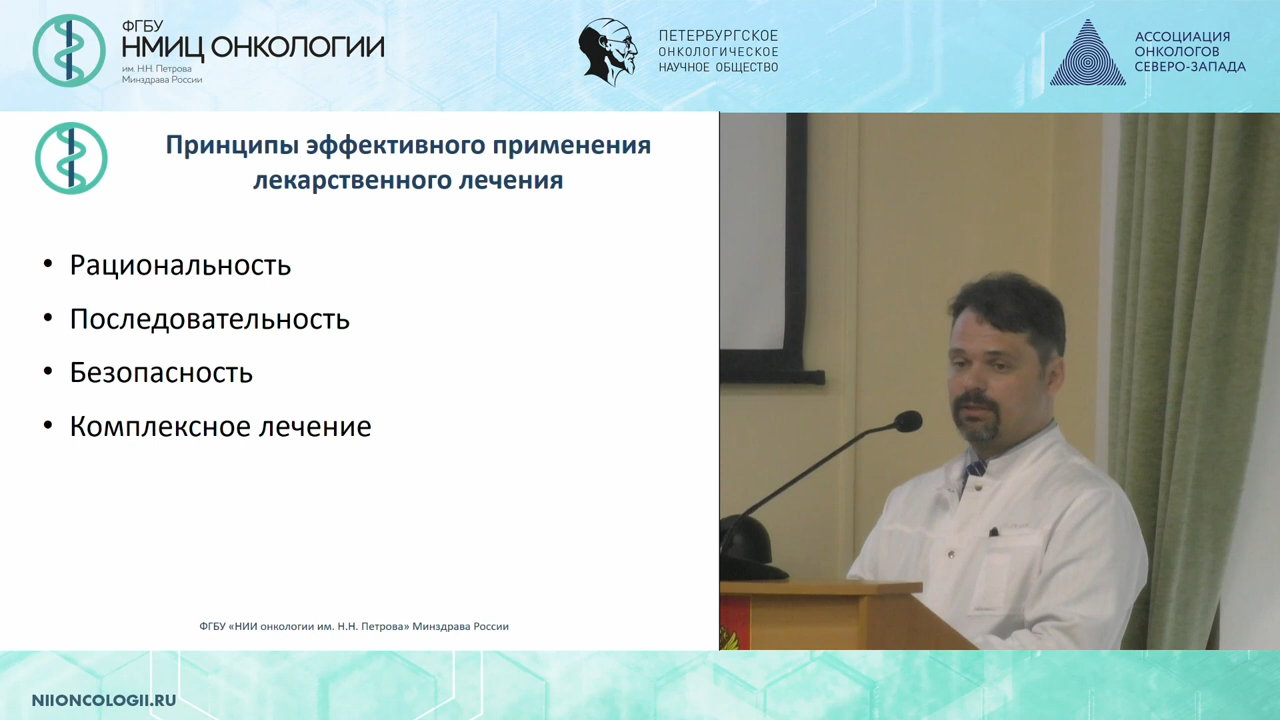 ФГБУ
НМИЦ ОНКОЛОГИИ
им. Н.Н. Петрова
Минздрава России
ПЕТЕРБУРГСКОЕ
ОНКОЛОГИЧЕСКОЕ
НАУЧНОЕ ОБЩЕСТВО
АССОЦИАЦИЯ
ОНКОЛОГОВ
СЕВЕРО-ЗАПАДА
Принципы эффективного применения
лекарственного лечения
• Рациональность
• Последовательность
• Безопасность
• Комплексное лечение
ФГБУ «НИИ онкологии им. Н.Н. Петрова» Минздрава России
NIIONCOLOGII.RU